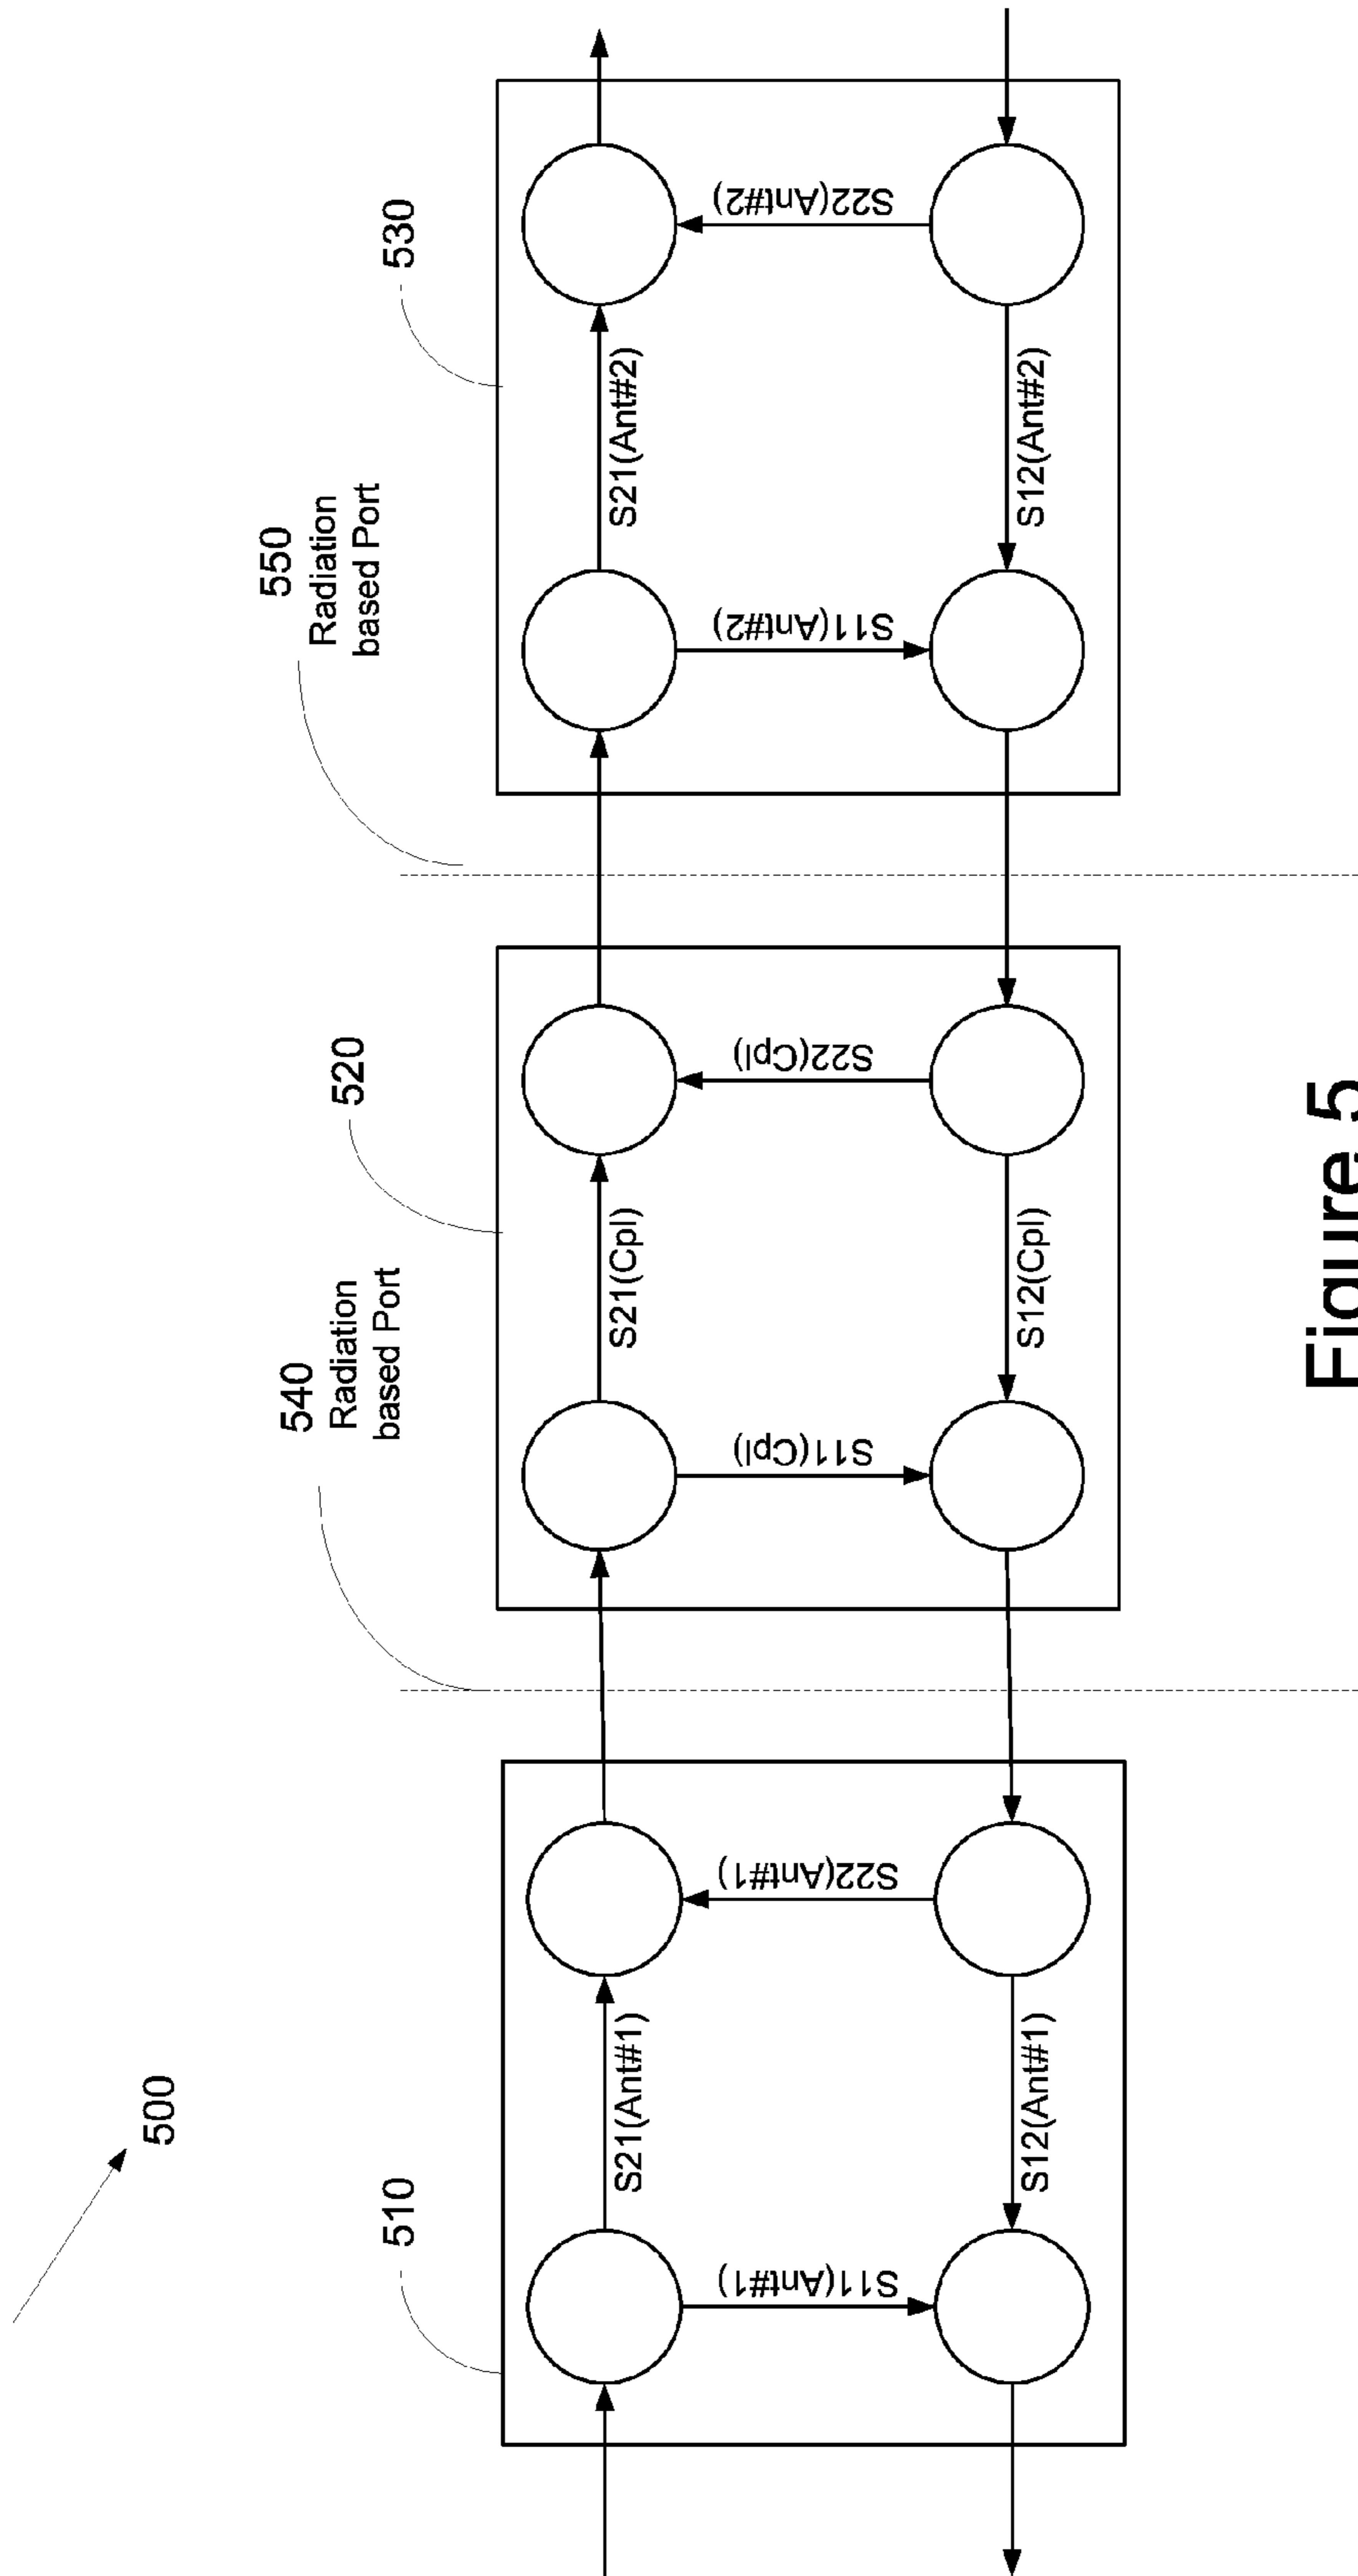 500
510
S21(Ant#1)
S11(Ant#1)
S22(Ant#1)
S12(Ant#1)
540
Radiation
based Port
520
S21(Cpl)
S11(Cpl)
S22(Cpl)
S12(Cpl)
550
Radiation
based Port
530
S21(Ant#2)
S11(Ant#2)
S22(Ant#2)
S12(Ant#2)
Figure 5